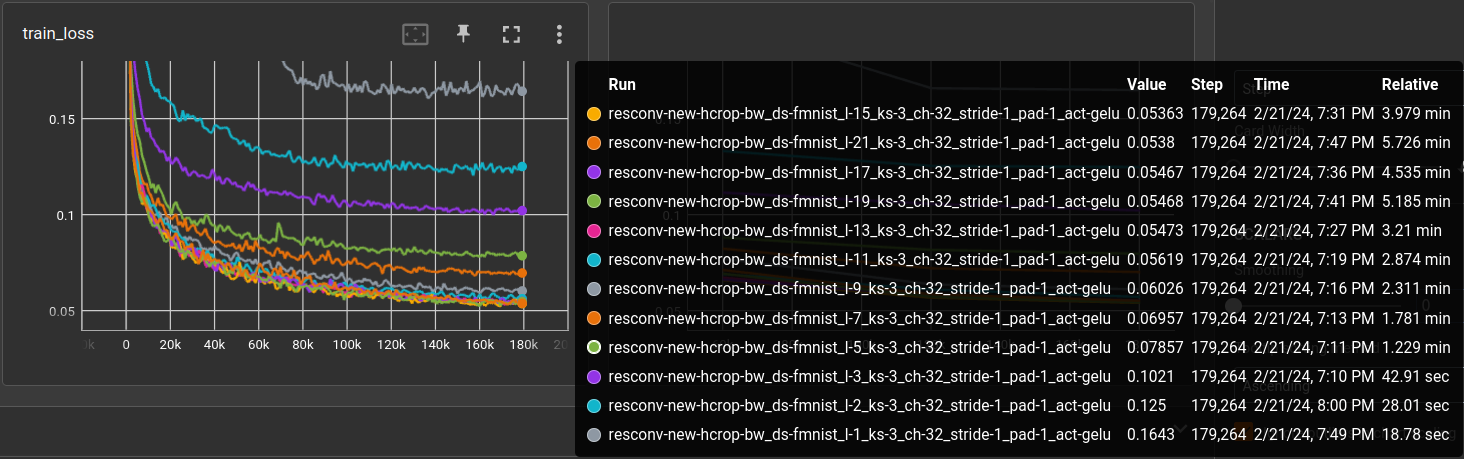 train_loss
Run Value Step Time Relative
resconv-new-hcrop-bw_ds-fmnist_l-15_ks-3_ch-32_stride-1_pad-1_act-gelu 0.05363 179,264 2/21/24, 7:31 PM 3.979 min
resconv-new-hcrop-bw_ds-fmnist_l-21_ks-3_ch-32_stride-1_pad-1_act-gelu 0.0538 179,264 2/21/24, 7:47 PM 5.726 min
resconv-new-hcrop-bw_ds-fmnist_l-17_ks-3_ch-32_stride-1_pad-1_act-gelu 0.05467 179,264 2/21/24, 7:36 PM 4.535 min
resconv-new-hcrop-bw_ds-fmnist_l-19_ks-3_ch-32_stride-1_pad-1_act-gelu 0.05468 179,264 2/21/24, 7:41 PM 5.185 min
resconv-new-hcrop-bw_ds-fmnist_l-13_ks-3_ch-32_stride-1_pad-1_act-gelu 0.05473 179,264 2/21/24, 7:27 PM 3.21 min
resconv-new-hcrop-bw_ds-fmnist_l-11_ks-3_ch-32_stride-1_pad-1_act-gelu 0.05619 179,264 2/21/24, 7:19 PM 2.874 min
resconv-new-hcrop-bw_ds-fmnist_l-9_ks-3_ch-32_stride-1_pad-1_act-gelu 0.06026 179,264 2/21/24, 7:16 PM 2.311 min
resconv-new-hcrop-bw_ds-fmnist_l-7_ks-3_ch-32_stride-1_pad-1_act-gelu 0.06957 179,264 2/21/24, 7:13 PM 1.781 min
resconv-new-hcrop-bw_ds-fmnist_l-5_ks-3_ch-32_stride-1_pad-1_act-gelu 0.07857 179,264 2/21/24, 7:11 PM 1.229 min
resconv-new-hcrop-bw_ds-fmnist_l-3_ks-3_ch-32_stride-1_pad-1_act-gelu 0.1021 179,264 2/21/24, 7:10 PM 42.91 sec
resconv-new-hcrop-bw_ds-fmnist_l-2_ks-3_ch-32_stride-1_pad-1_act-gelu 0.125 179,264 2/21/24, 8:00 PM 28.01 sec
resconv-new-hcrop-bw_ds-fmnist_l-1_ks-3_ch-32_stride-1_pad-1_act-gelu 0.1643 179,264 2/21/24, 7:49 PM 18.78 sec
0.15
0.1
0.05
0 20k 40k 60k 80k 100k 120k 140k 160k 180k
Card Width
Smoothing
0
Ascending